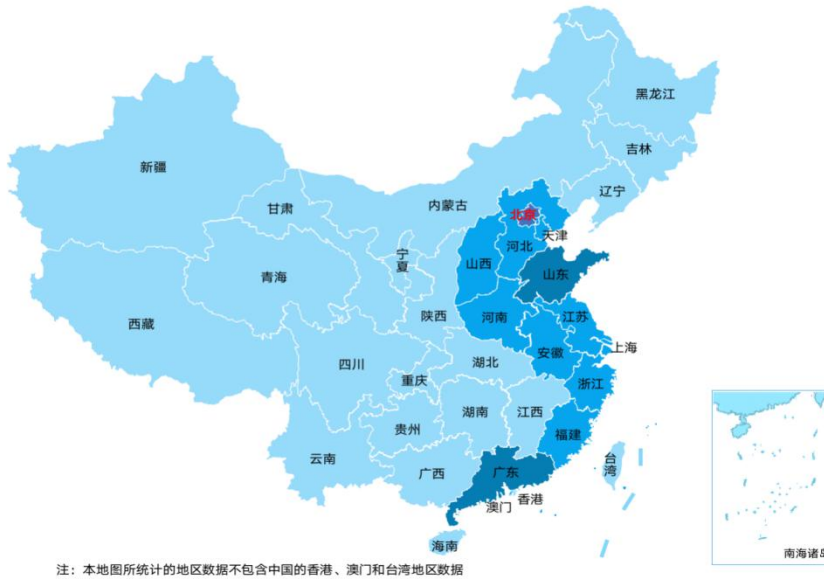 黑龙江
吉林
新疆
辽宁
内蒙古
甘肃
北京
天津
宁夏
河北
山西
山东
青海
陕西
河南
江苏
西藏
上海
安徽
四川
湖北
重庆
浙江
湖南
江西
贵州
福建
云南
台湾
广西
广东
香港
澳门
海南
南海诸岛
注：本地图所统计的地区数据不包含中国的香港、澳门和台湾地区数据